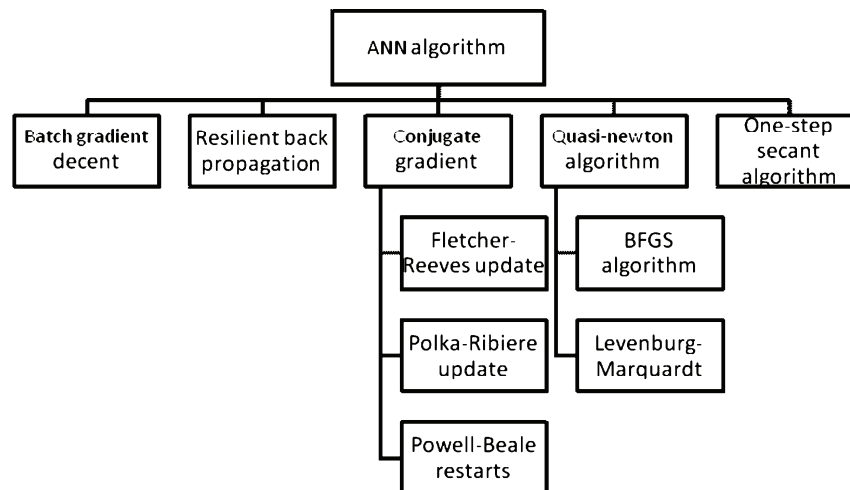 ANN algorithm
Batch gradient
decent
Resilient back
propagation
Conjugate
gradient
Quasi-newton
algorithm
One-step
secant
algorithm
Fletcher-
Reeves update
BFGS
algorithm
Polka-Ribiere
update
Levenburg-
Marquardt
Powell-Beale
restarts